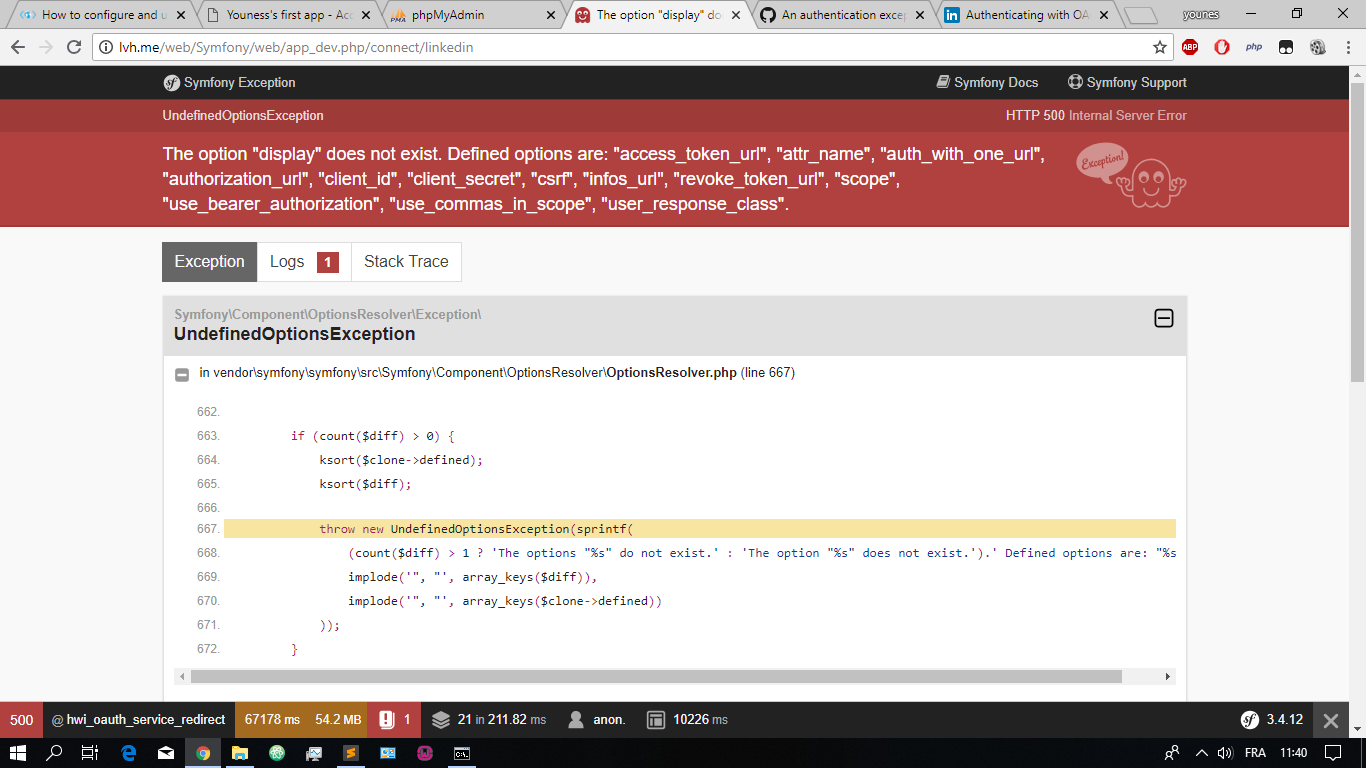 How to configure and u
Youness's first app - Acc
phpMyAdmin
The option "display" do
An authentication excep
Authenticating with OA
younes
lvh.me/web/Symfony/web/app_dev.php/connect/linkedin
ABP
php
Symfony Exception
Symfony Docs
Symfony Support
UndefinedOptionsException
HTTP 500 Internal Server Error
The option "display" does not exist. Defined options are: "access_token_url", "attr_name", "auth_with_one_url",
"authorization_url", "client_id", "client_secret", "csrf", "infos_url", "revoke_token_url", "scope",
"use_bearer_authorization", "use_commas_in_scope", "user_response_class".
Exception!
Exception
Logs 1
Stack Trace
Symfony\Component\OptionsResolver\Exception\
UndefinedOptionsException
in vendor\symfony\symfony\src\Symfony\Component\OptionsResolver\OptionsResolver.php (line 667)
662.
663. if (count($diff) > 0) {
664. ksort($clone->defined);
665. ksort($diff);
666.
667. throw new UndefinedOptionsException(sprintf(
668. (count($diff) > 1 ? 'The options "%s" do not exist.' : 'The option "%s" does not exist.').' Defined options are: "%s
669. implode('", "', array_keys($diff)),
670. implode('", "', array_keys($clone->defined))
671. ));
672. }
500
@ hwi_oauth_service_redirect
67178 ms
54.2 MB
1
21 in 211.82 ms
anon.
10226 ms
3.4.12
FRA
11:40